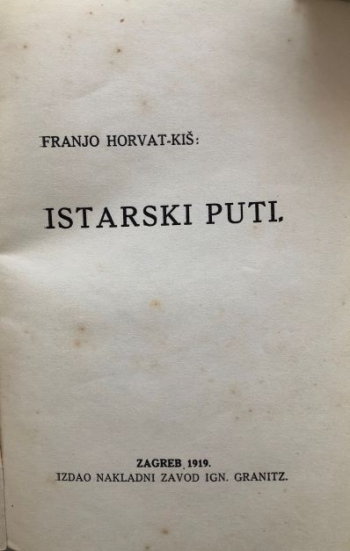 FRANJO HORVAT-KIŠ:
ISTARSKI PUTI.
ZAGREB, 1919.
IZDAO NAKLADNI ZAVOD IGN. GRANITZ.